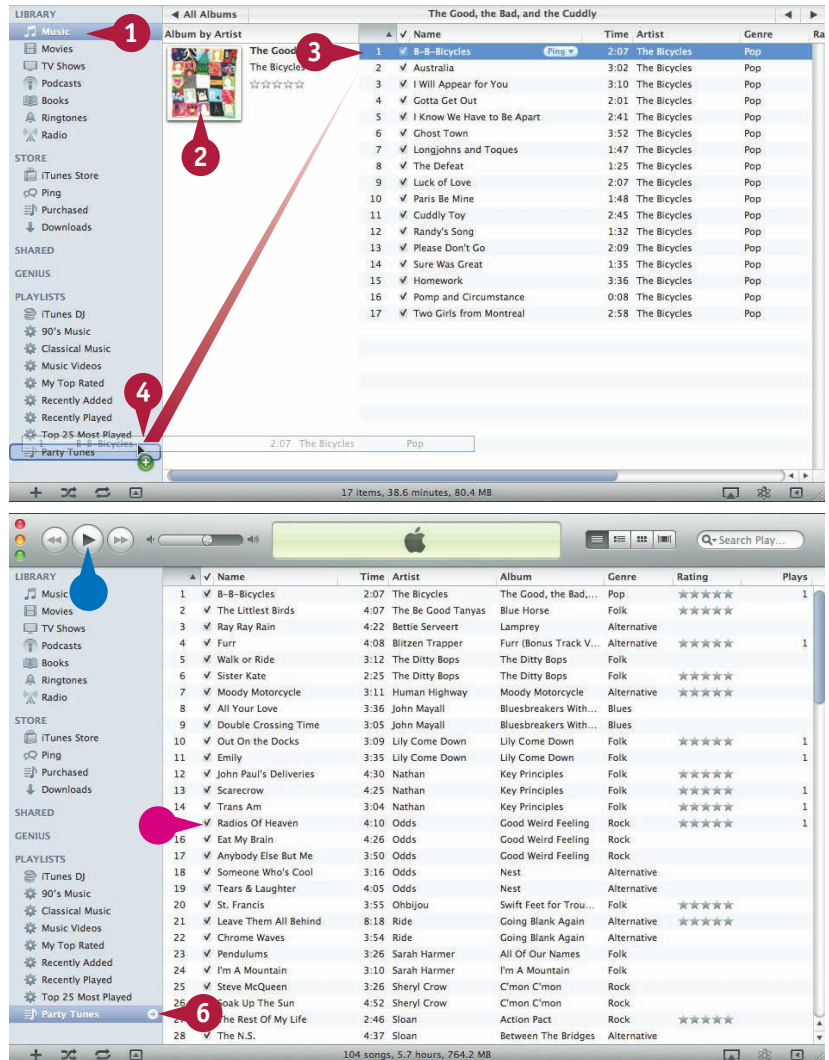 LIBRARY
Music
Movies
TV Shows
Podcasts
Books
Ringtones
Radio
STORE
iTunes Store
Ping
Purchased
Downloads
SHARED
GENIUS
PLAYLISTS
iTunes DJ
90's Music
Classical Music
Music Videos
My Top Rated
Recently Added
Recently Played
Top 25 Most Played
Party Tunes
1
All Albums
The Good, the Bad, and the Cuddly
Album by Artist
The Good
The Bicycles
2
3
4
Name Time Artist Genre Ra
1 B-B-Bicycles Ping 2:07 The Bicycles Pop
2 Australia 3:02 The Bicycles Pop
3 I Will Appear for You 3:10 The Bicycles Pop
4 Gotta Get Out 2:01 The Bicycles Pop
5 I Know We Have to Be Apart 2:41 The Bicycles Pop
6 Ghost Town 3:52 The Bicycles Pop
7 Longjohns and Toques 1:47 The Bicycles Pop
8 The Defeat 1:25 The Bicycles Pop
9 Luck of Love 2:07 The Bicycles Pop
10 Paris Be Mine 1:48 The Bicycles Pop
11 Cuddly Toy 2:45 The Bicycles Pop
12 Randy's Song 1:32 The Bicycles Pop
13 Please Don't Go 2:09 The Bicycles Pop
14 Sure Was Great 1:35 The Bicycles Pop
15 Homework 3:36 The Bicycles Pop
16 Pomp and Circumstance 0:08 The Bicycles Pop
17 Two Girls from Montreal 2:58 The Bicycles Pop
1 B-B-Bicycles 2:07 The Bicycles Pop
17 items, 38.6 minutes, 80.4 MB
Search Play...
LIBRARY
Music
Movies
TV Shows
Podcasts
Books
Ringtones
Radio
STORE
iTunes Store
Ping
Purchased
Downloads
SHARED
GENIUS
PLAYLISTS
iTunes DJ
90's Music
Classical Music
Music Videos
My Top Rated
Recently Added
Recently Played
Top 25 Most Played
Party Tunes
6
Name Time Artist Album Genre Rating Plays
1 B-B-Bicycles 2:07 The Bicycles The Good, the Bad,... Pop 1
2 The Littlest Birds 4:07 The Be Good Tanyas Blue Horse Folk
3 Ray Ray Rain 4:22 Bettie Serveert Lamprey Alternative
4 Furr 4:08 Blitzen Trapper Furr (Bonus Track V... Alternative 1
5 Walk or Ride 3:12 The Ditty Bops The Ditty Bops Folk
6 Sister Kate 2:25 The Ditty Bops The Ditty Bops Folk
7 Moody Motorcycle 3:11 Human Highway Moody Motorcycle Alternative
8 All Your Love 3:36 John Mayall Bluesbreakers With... Blues
9 Double Crossing Time 3:05 John Mayall Bluesbreakers With... Blues
10 Out On the Docks 3:09 Lily Come Down Lily Come Down Folk 1
11 Emily 3:35 Lily Come Down Lily Come Down Folk 1
12 John Paul's Deliveries 4:30 Nathan Key Principles Folk
13 Scarecrow 4:25 Nathan Key Principles Folk 1
14 Trans Am 3:04 Nathan Key Principles Folk 1
Radios Of Heaven 4:10 Odds Good Weird Feeling Rock 1
16 Eat My Brain 4:26 Odds Good Weird Feeling Rock
17 Anybody Else But Me 3:50 Odds Good Weird Feeling Rock
18 Someone Who's Cool 3:16 Odds Nest Alternative
19 Tears & Laughter 4:05 Odds Nest Alternative
20 St. Francis 3:55 Ohbijou Swift Feet for Trou... Folk
21 Leave Them All Behind 8:18 Ride Going Blank Again Alternative
22 Chrome Waves 3:54 Ride Going Blank Again Alternative
23 Pendulums 3:26 Sarah Harmer All Of Our Names Folk
24 I'm A Mountain 3:10 Sarah Harmer I'm A Mountain Folk
25 Steve McQueen 3:26 Sheryl Crow C'mon C'mon Rock
26 Soak Up The Sun 4:52 Sheryl Crow C'mon C'mon Rock
The Rest Of My Life 2:46 Sloan Action Pact Rock
28 The N.S. 4:37 Sloan Between The Bridges Alternative
104 songs, 5.7 hours, 764.2 MB